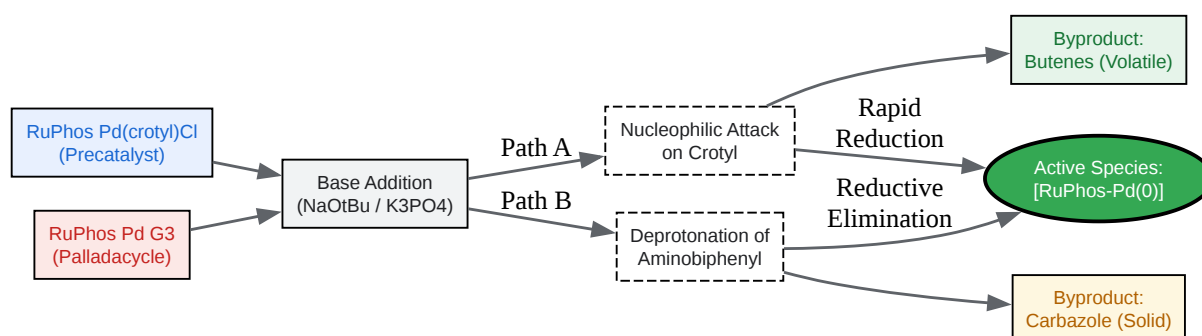 RuPhos Pd(crotyl)Cl
(Precatalyst)
RuPhos Pd G3
(Palladacycle)
Base Addition
(NaOtBu / K3PO4)
Path A
Path B
Nucleophilic Attack
on Crotyl
Deprotonation of
Aminobiphenyl
Rapid
Reduction
Reductive
Elimination
Byproduct:
Butenes (Volatile)
Active Species:
[RuPhos-Pd(0)]
Byproduct:
Carbazole (Solid)